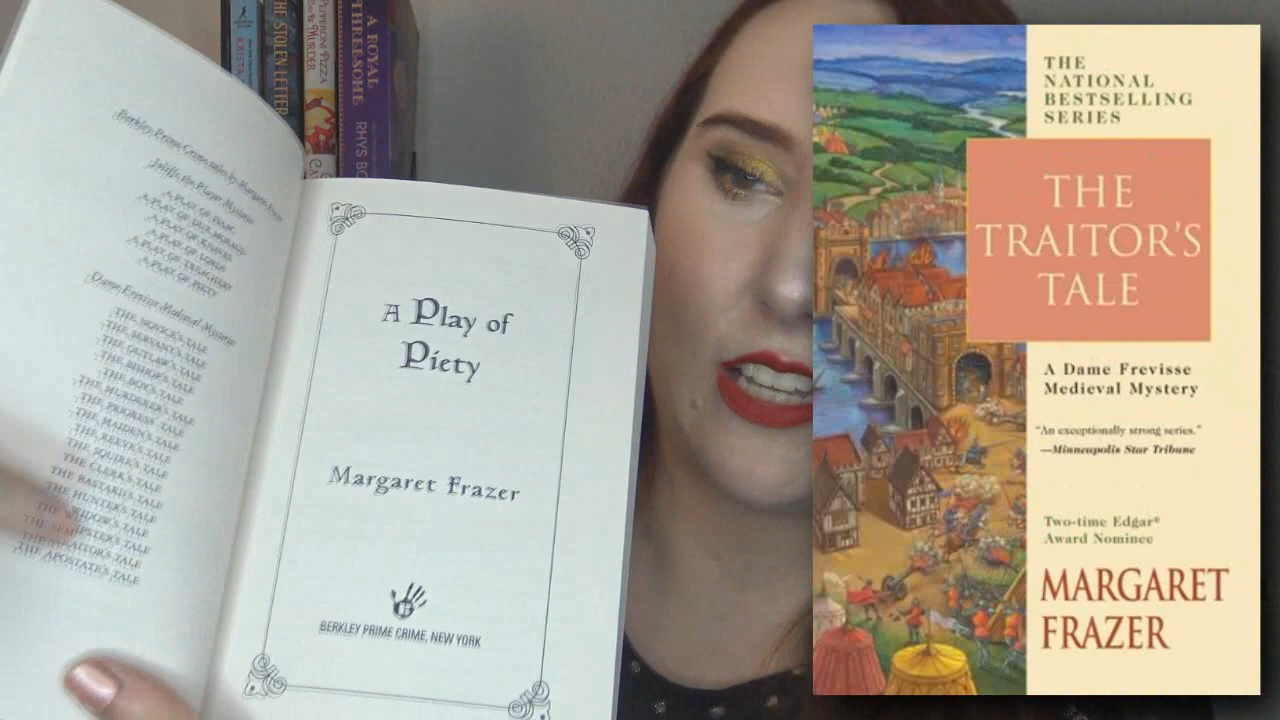 THE STOLEN LETTER
PEPPERONI PIZZA
MURDER
A ROYAL
THREESOME
RHYS BO
Berkley Prime Crime titles by Margaret Frazer
Joliffe the Player Mysteries
A PLAY OF ISAAC
A PLAY OF DUX MORAUD
A PLAY OF KNAVES
A PLAY OF LORDS
A PLAY OF TREACHERY
A PLAY OF PIETY
Dame Frevisse Medieval Mysteries
THE NOVICE'S TALE
THE SERVANT'S TALE
THE OUTLAW'S TALE
THE BISHOP'S TALE
THE BOY'S TALE
THE MURDERER'S TALE
THE PRIORESS' TALE
THE MAIDEN'S TALE
THE REEVE'S TALE
THE SQUIRE'S TALE
THE CLERK'S TALE
THE BASTARD'S TALE
THE HUNTER'S TALE
THE WIDOW'S TALE
THE SEMPSTER'S TALE
THE TRAITOR'S TALE
THE APOSTATE'S TALE
A Play of
Piety
Margaret Frazer
BERKLEY PRIME CRIME, NEW YORK
THE
NATIONAL
BESTSELLING
SERIES
THE
TRAITOR'S
TALE
A Dame Frevisse
Medieval Mystery
"An exceptionally strong series."
—Minneapolis Star Tribune
Two-time Edgar®
Award Nominee
MARGARET
FRAZER